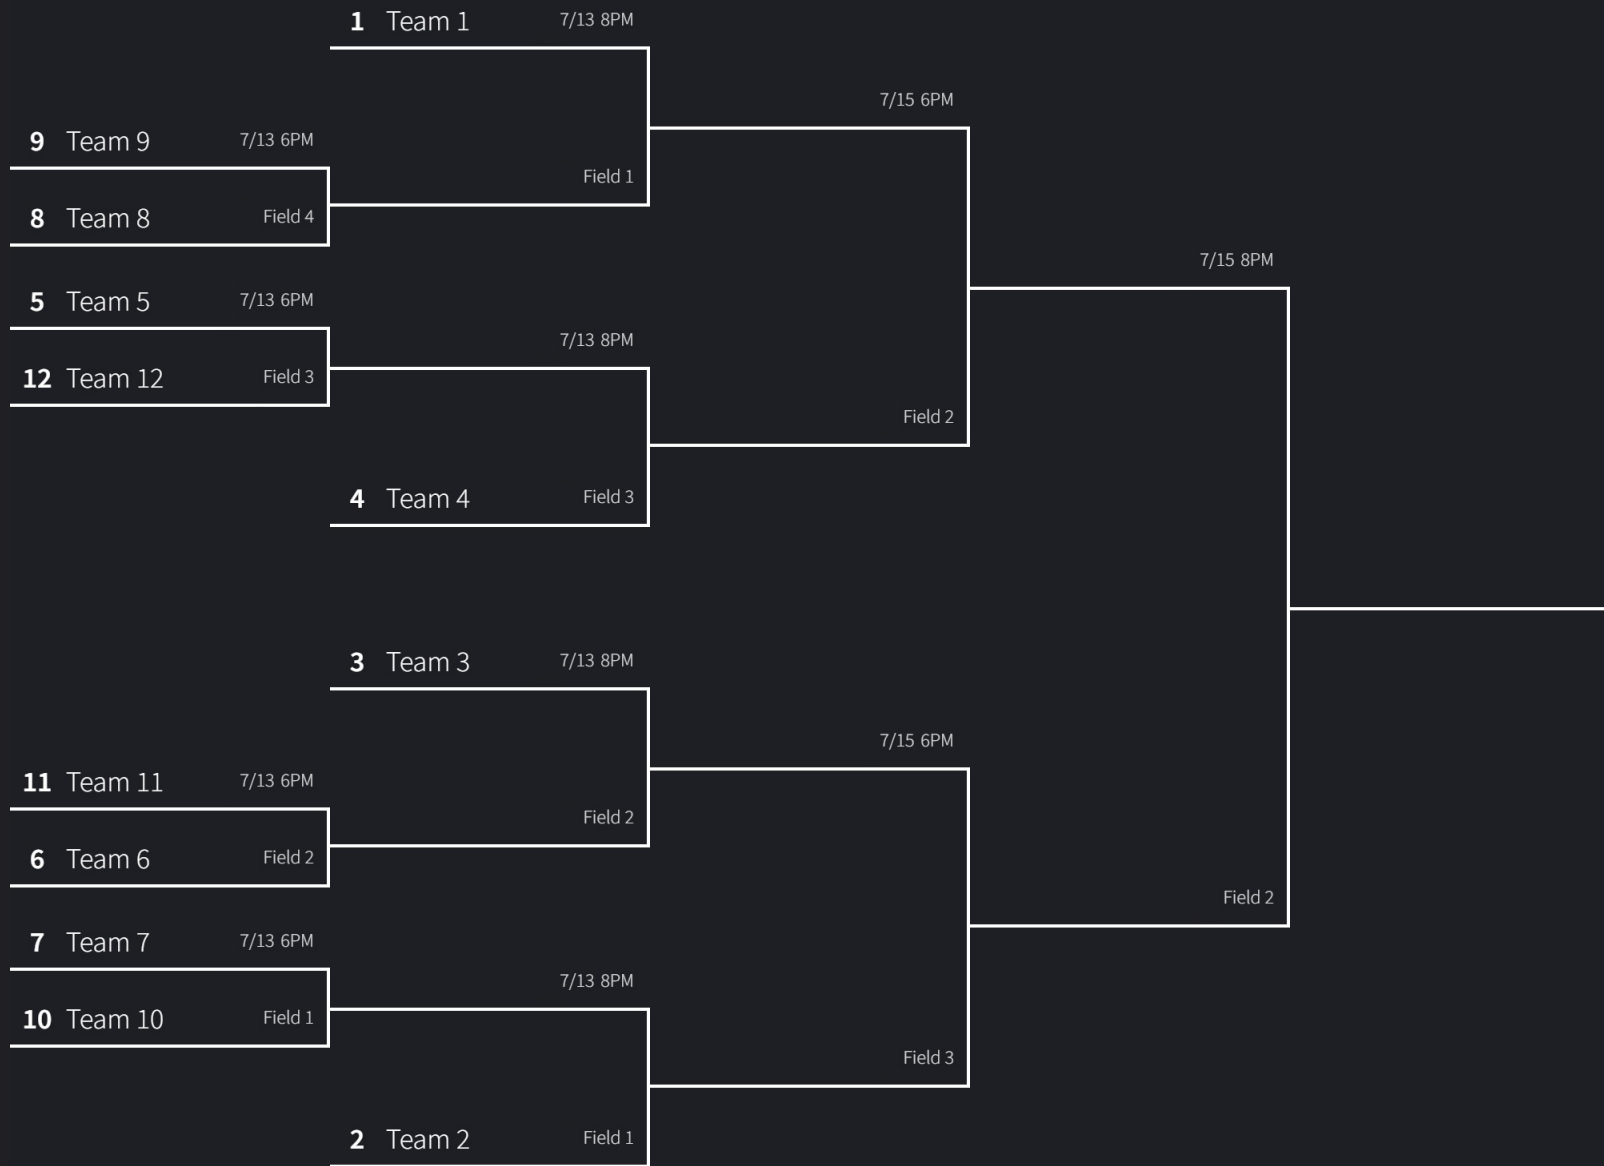 1 Team 1 7/13 8PM
7/15 6PM
9 Team 9 7/13 6PM
Field 1
8 Team 8 Field 4
7/15 8PM
5 Team 5 7/13 6PM
7/13 8PM
12 Team 12 Field 3
Field 2
4 Team 4 Field 3
3 Team 3 7/13 8PM
7/15 6PM
11 Team 11 7/13 6PM
Field 2
6 Team 6 Field 2
Field 2
7 Team 7 7/13 6PM
7/13 8PM
10 Team 10 Field 1
Field 3
2 Team 2 Field 1